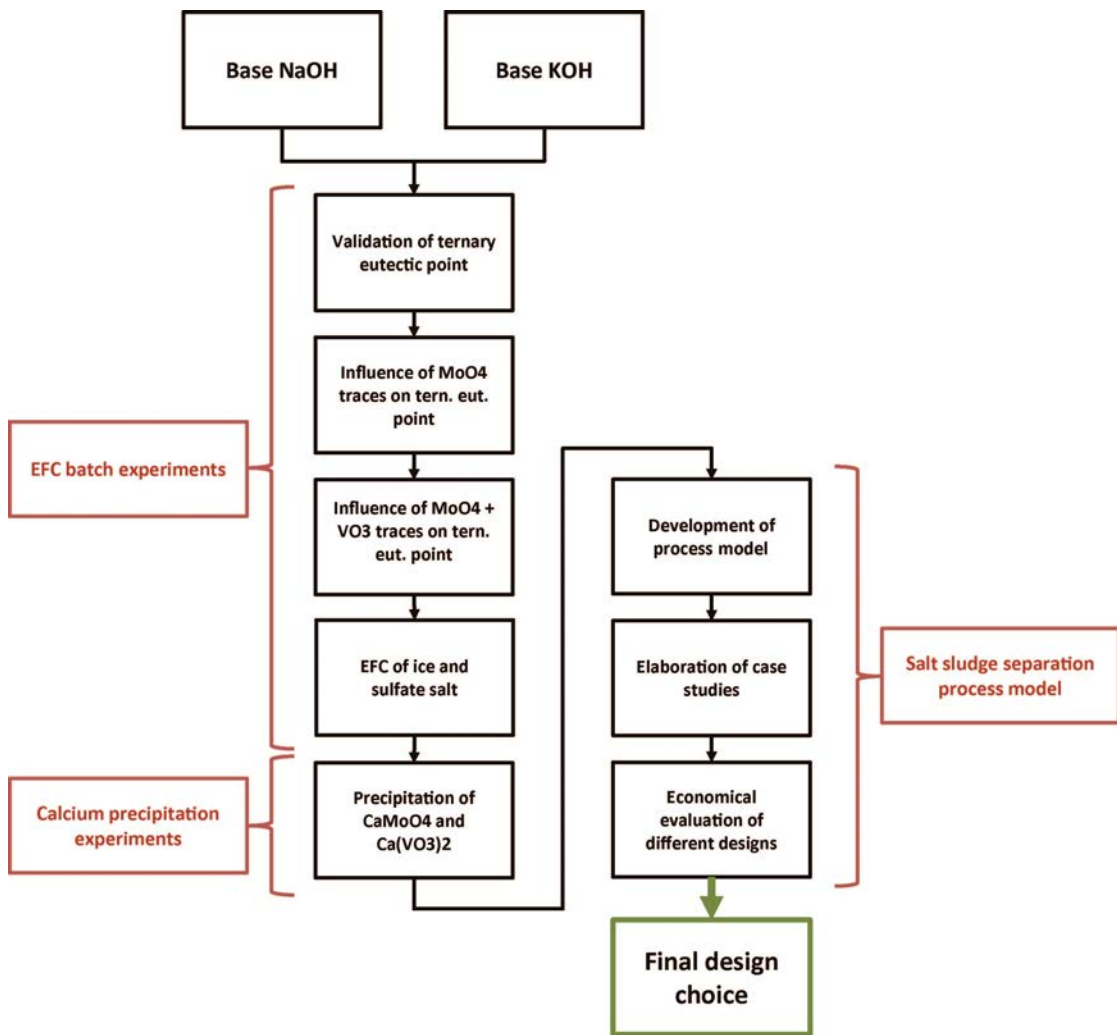 Base NaOH
Base KOH
Validation of ternary
eutectic point
Influence of MoO4
traces on tern. eut.
point
EFC batch experiments
Influence of MoO4 +
VO3 traces on tern.
eut. point
EFC of ice and
sulfate salt
Calcium precipitation
experiments
Precipitation of
CaMoO4 and
Ca(VO3)2
Development of
process model
Elaboration of case
studies
Salt sludge separation
process model
Economical
evaluation of
different designs
Final design
choice